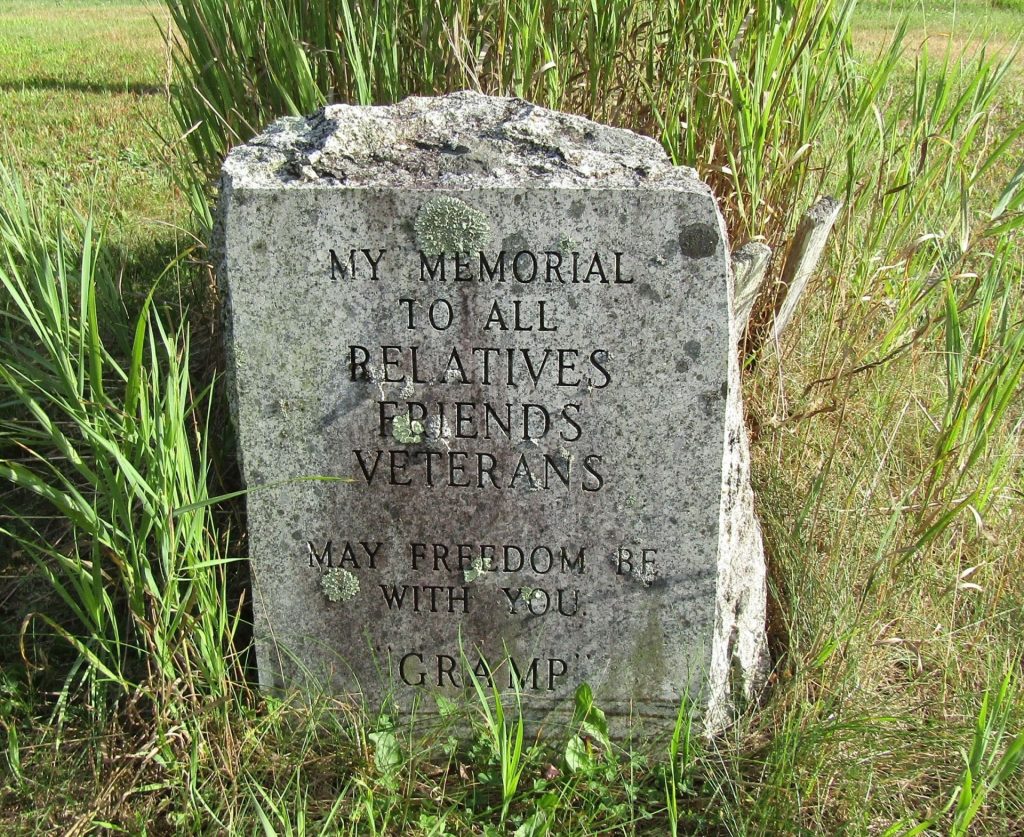 MY MEMORIAL
TO ALL
RELATIVES
FRIENDS
VETERANS
MAY FREEDOM BE
WITH YOU.
"GRAMP"